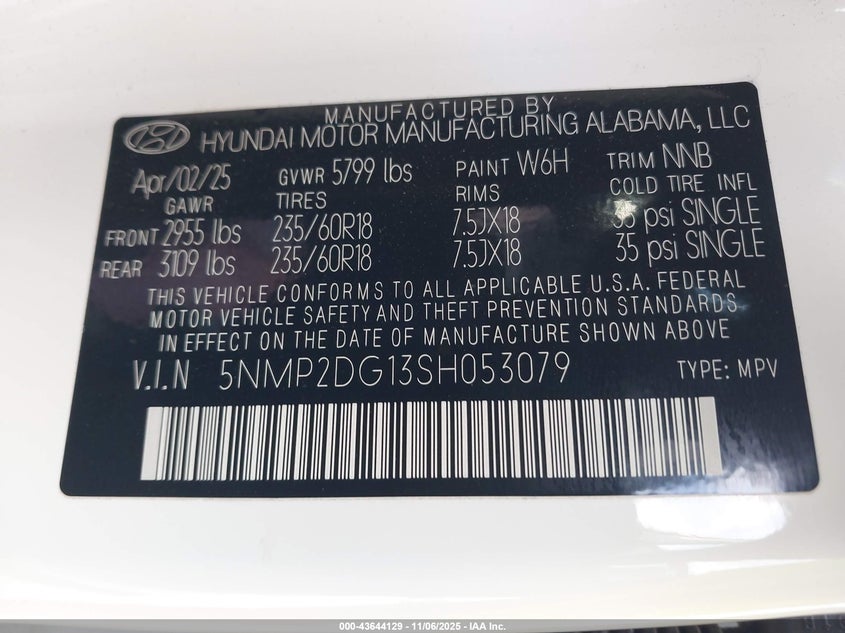 MANUFACTURED BY
HYUNDAI MOTOR MANUFACTURING ALABAMA, LLC
Apr/02/25 GVWR 5799 lbs PAINT W6H TRIM NNB
GAWR TIRES RIMS COLD TIRE INFL
FRONT 2955 lbs 235/60R18 7.5JX18 35 psi SINGLE
REAR 3109 lbs 235/60R18 7.5JX18 35 psi SINGLE
THIS VEHICLE CONFORMS TO ALL APPLICABLE U.S.A. FEDERAL
MOTOR VEHICLE SAFETY AND THEFT PREVENTION STANDARDS
IN EFFECT ON THE DATE OF MANUFACTURE SHOWN ABOVE
V.I.N 5NMP2DG13SH053079 TYPE: MPV
000-43644129 - 11/06/2025 - IAA Inc.